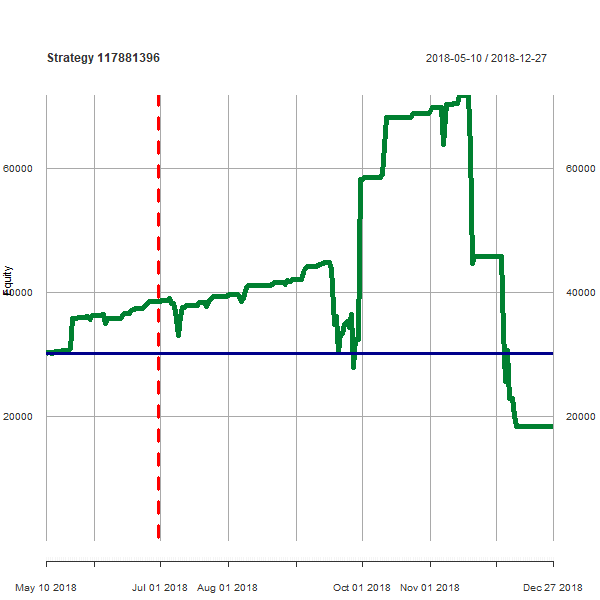 Strategy 117881396
2018-05-10 / 2018-12-27
60000
60000
Equity
40000
40000
20000
20000
May 10 2018
Jul 01 2018
Aug 01 2018
Oct 01 2018
Nov 01 2018
Dec 27 2018